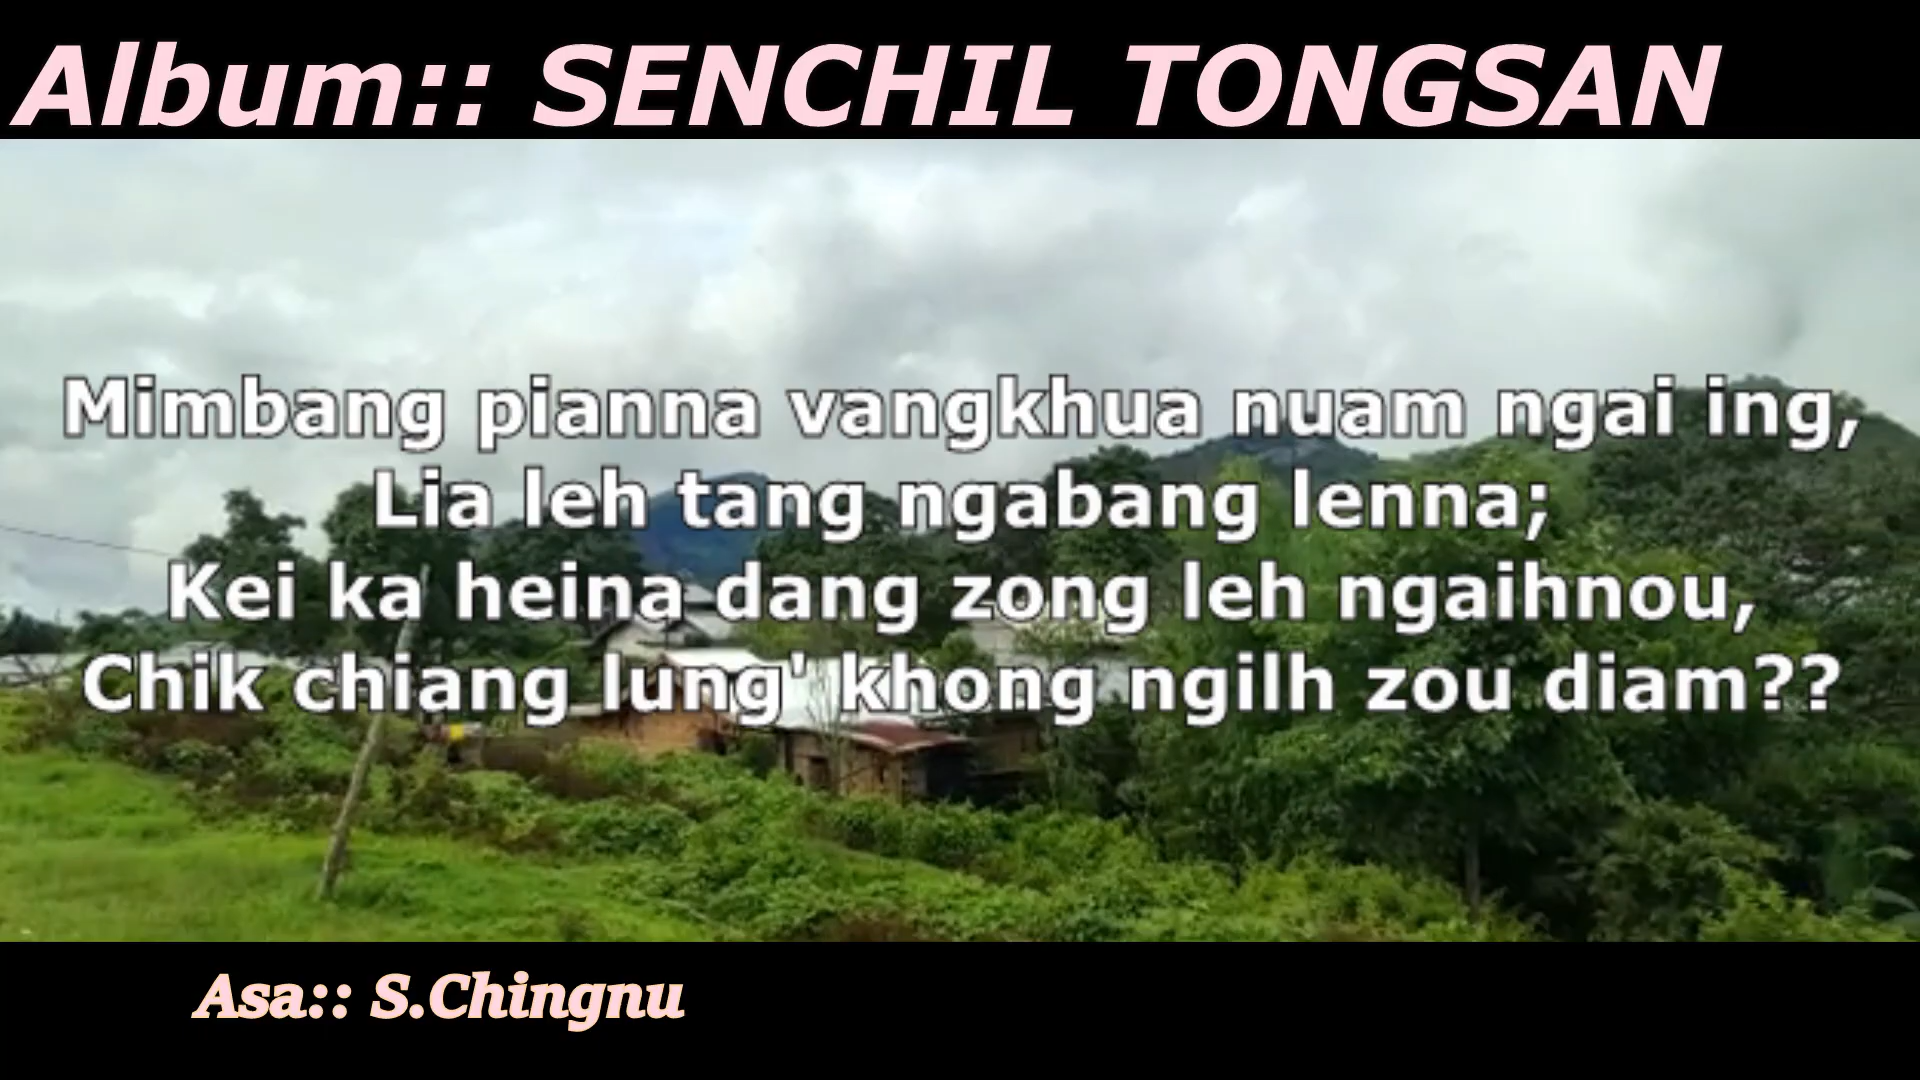 Album:: SENCHIL TONGSAN
Mimbang pianna vangkhua nuam ngai ing,
Lia leh tang ngabang lenna;
Kei ka heina dang zong leh ngaihnou,
Chik chiang lung' khong ngilh zou diam??
Asa:: S.Chingnu